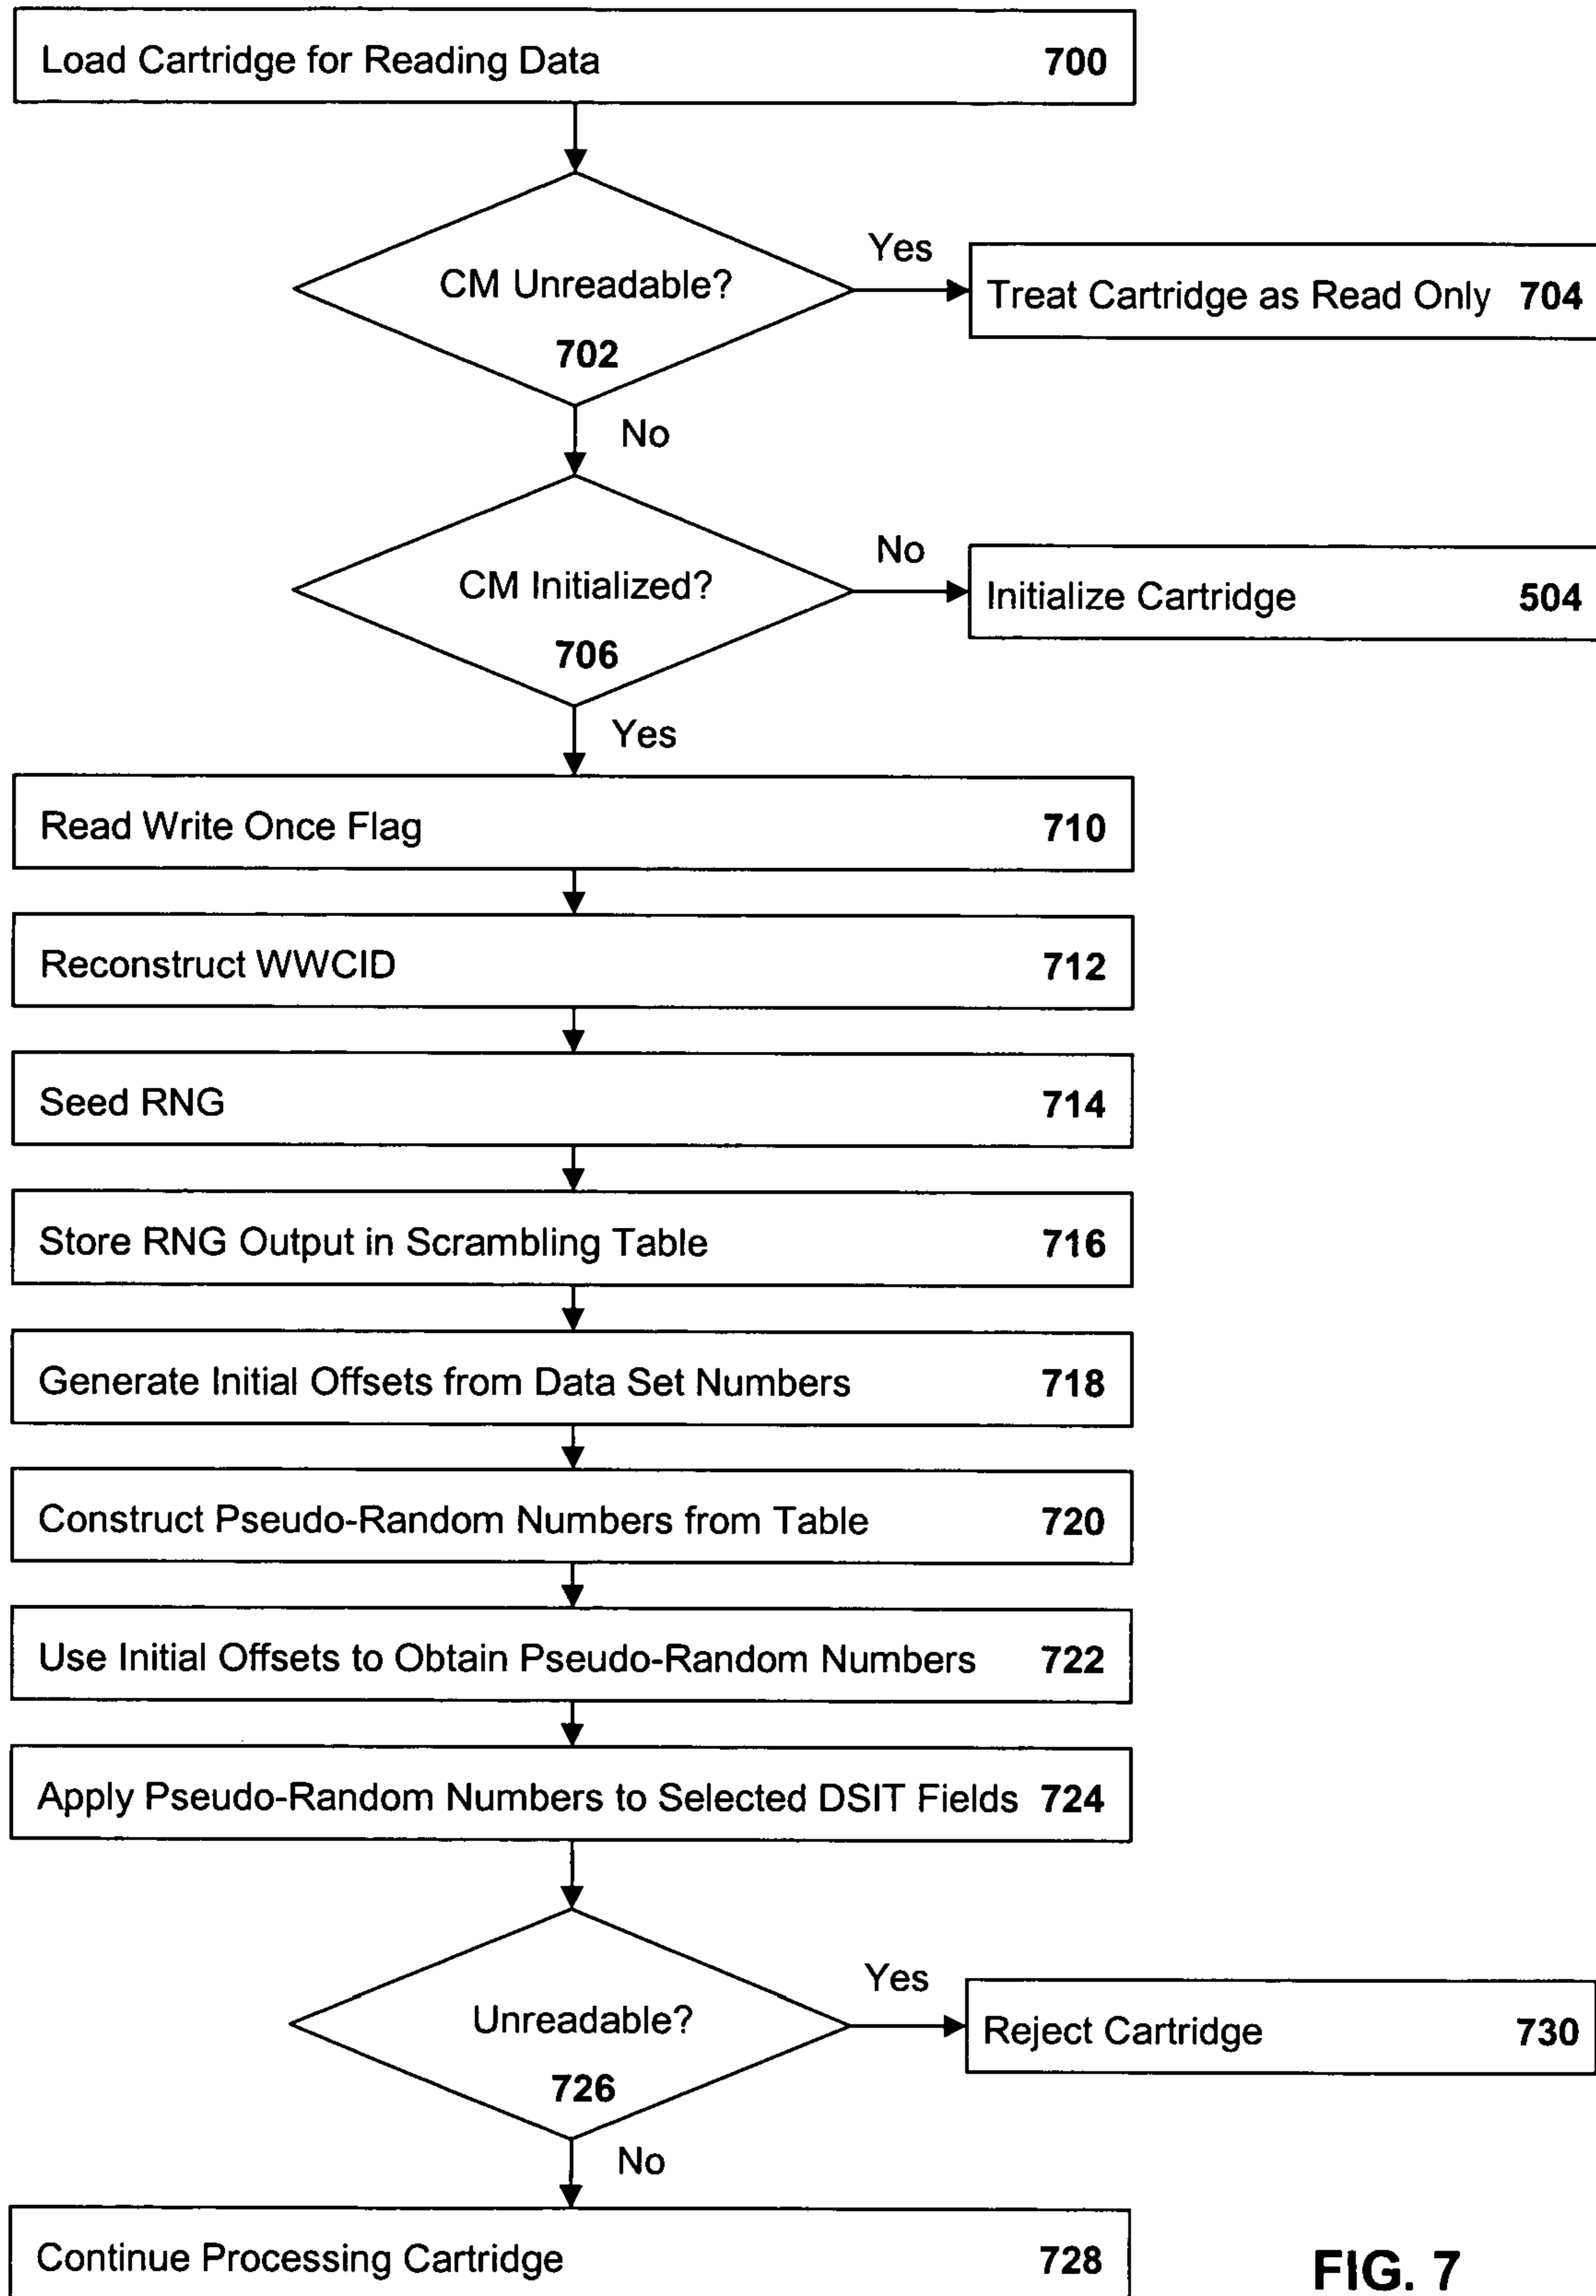 Load Cartridge for Reading Data 700
CM Unreadable?
702
Yes
Treat Cartridge as Read Only 704
No
CM Initialized?
706
No
Initialize Cartridge 504
Yes
Read Write Once Flag 710
Reconstruct WWCID 712
Seed RNG 714
Store RNG Output in Scrambling Table 716
Generate Initial Offsets from Data Set Numbers 718
Construct Pseudo-Random Numbers from Table 720
Use Initial Offsets to Obtain Pseudo-Random Numbers 722
Apply Pseudo-Random Numbers to Selected DSIT Fields 724
Unreadable?
726
Yes
Reject Cartridge 730
No
Continue Processing Cartridge 728
FIG. 7